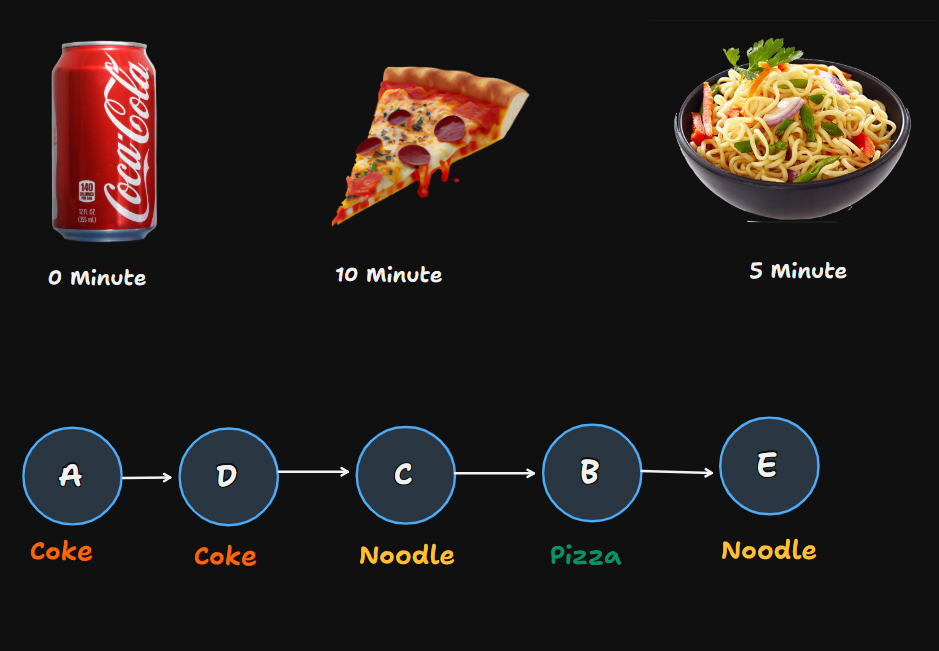 Coca-Cola
140
CALORIES
PER CAN
12 FL OZ
(355 mL)
0 Minute
10 Minute
5 Minute
A
D
C
B
E
Coke
Coke
Noodle
Pizza
Noodle